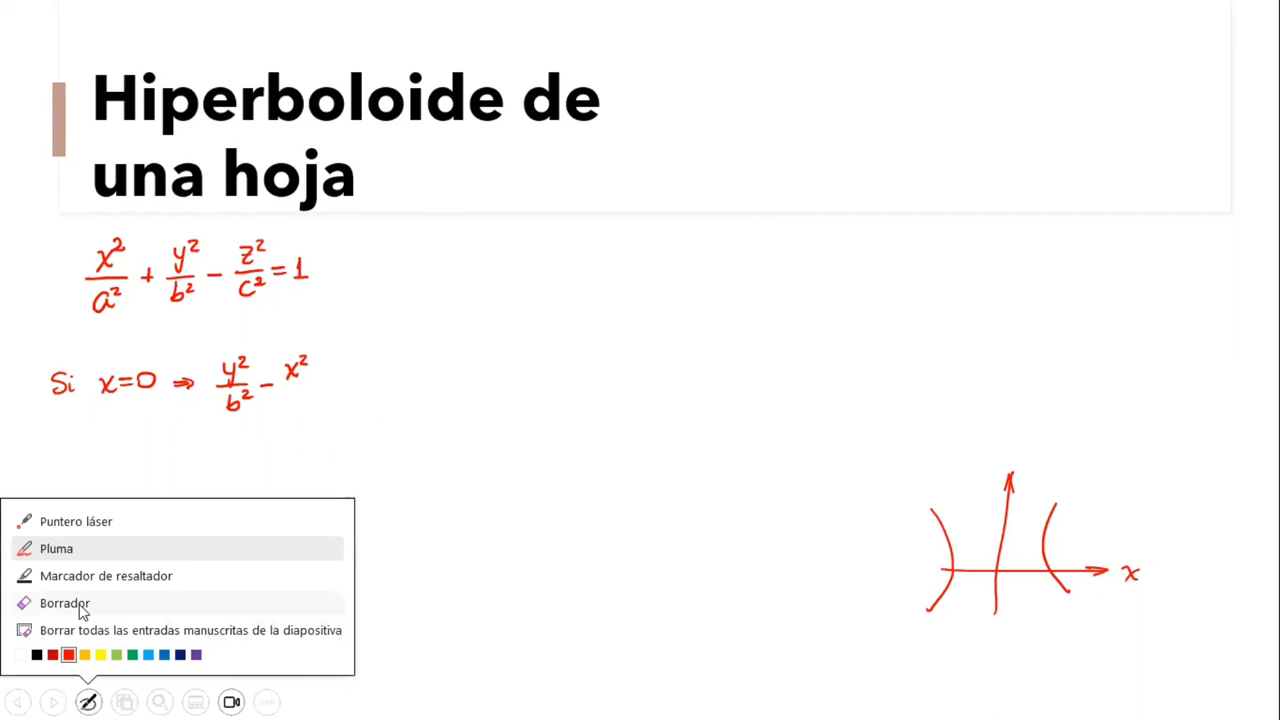 Hiperboloide de
una hoja
x²/a² + y²/b² - z²/c² = 1
Si x=0 ⇒ y²/b² - x²
x
Puntero láser
Pluma
Marcador de resaltador
Borrador
Borrar todas las entradas manuscritas de la diapositiva